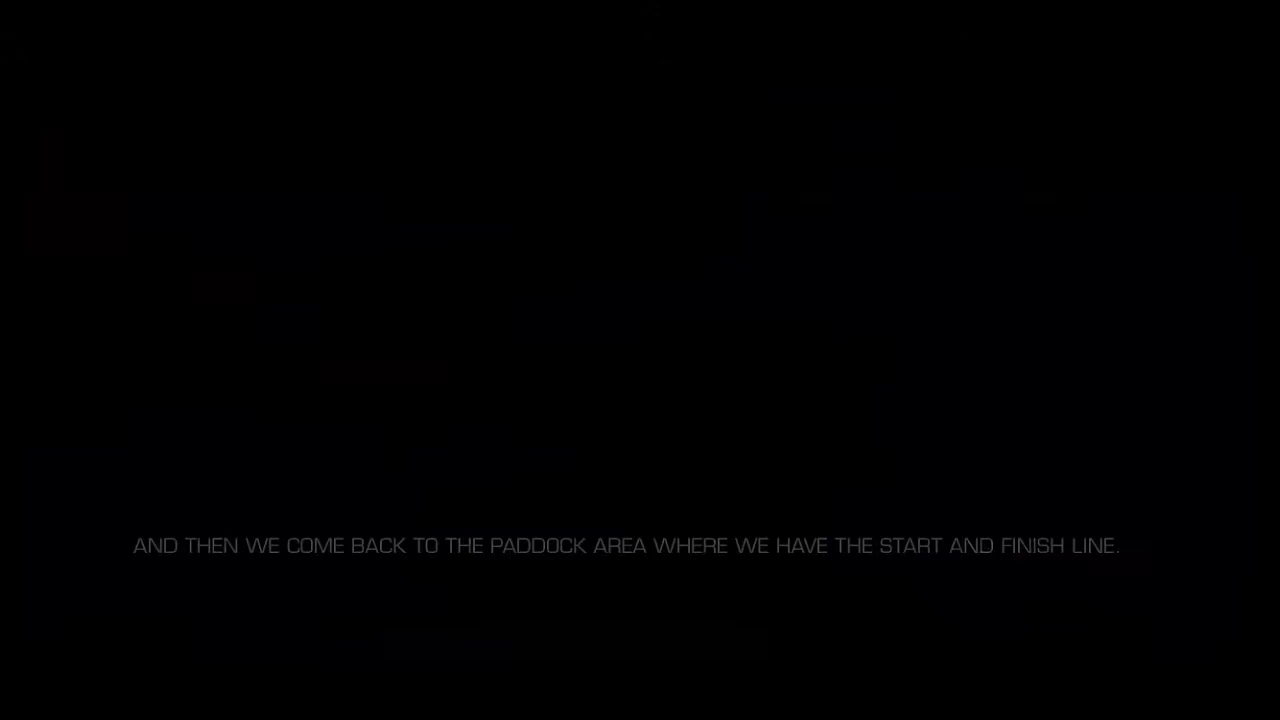 AND THEN WE COME BACK TO THE PADDOCK AREA WHERE WE HAVE THE START AND FINISH LINE.